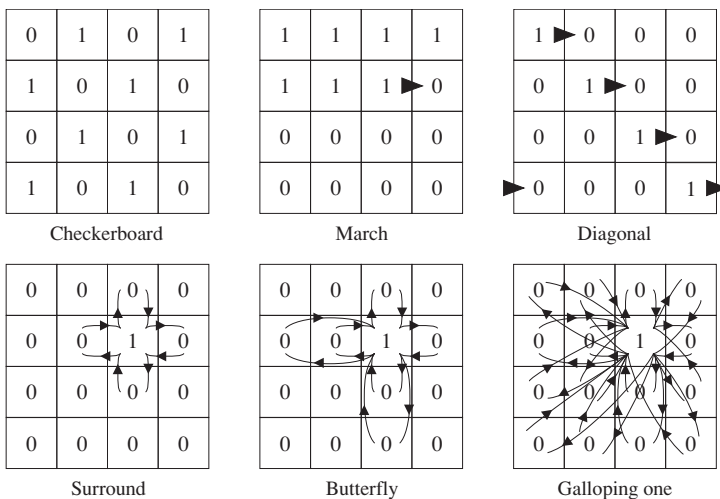 0 1 0 1 1 1 1 1 1 0 0 0
1 0 1 0 1 1 1 0 0 1 0 0
0 1 0 1 0 0 0 0 0 0 1 0
1 0 1 0 0 0 0 0 0 0 0 1
Checkerboard March Diagonal
0 0 0 0 0 0 0 0 0 0 0 0
0 0 1 0 0 0 1 0 0 0 1 0
0 0 0 0 0 0 0 0 0 0 0 0
0 0 0 0 0 0 0 0 0 0 0 0
Surround Butterfly Galloping one